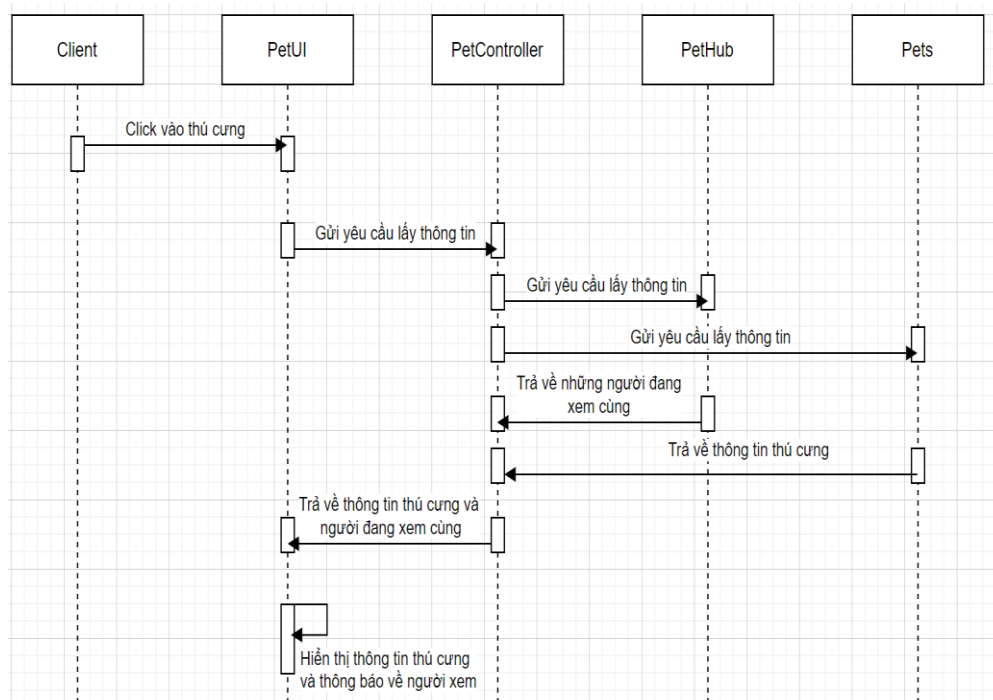 Client
PetUI
PetController
PetHub
Pets
Click vào thú cưng
Gửi yêu cầu lấy thông tin
Gửi yêu cầu lấy thông tin
Gửi yêu cầu lấy thông tin
Trả về những người đang
xem cùng
Trả về thông tin thú cưng
Trả về thông tin thú cưng và
người đang xem cùng
Hiển thị thông tin thú cưng
và thông báo về người xem